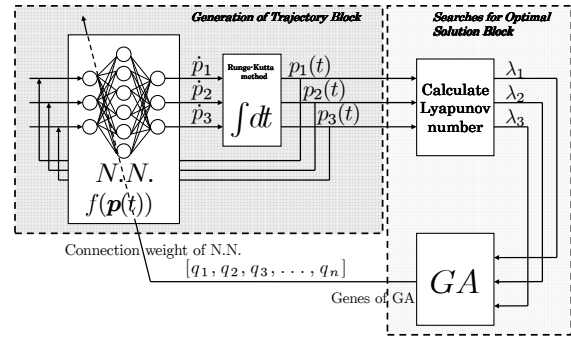 Generation of Trajectory Block
Searches for Optimal
Solution Block
ṗ₁
ṗ₂
ṗ₃
Runge-Kutta
method
∫dt
p₁(t)
p₂(t)
p₃(t)
Calculate
Lyapunov
number
λ₁
λ₂
λ₃
N.N.
f(p(t))
Connection weight of N.N.
[q₁, q₂, q₃, . . . , qₙ]
Genes of GA
GA